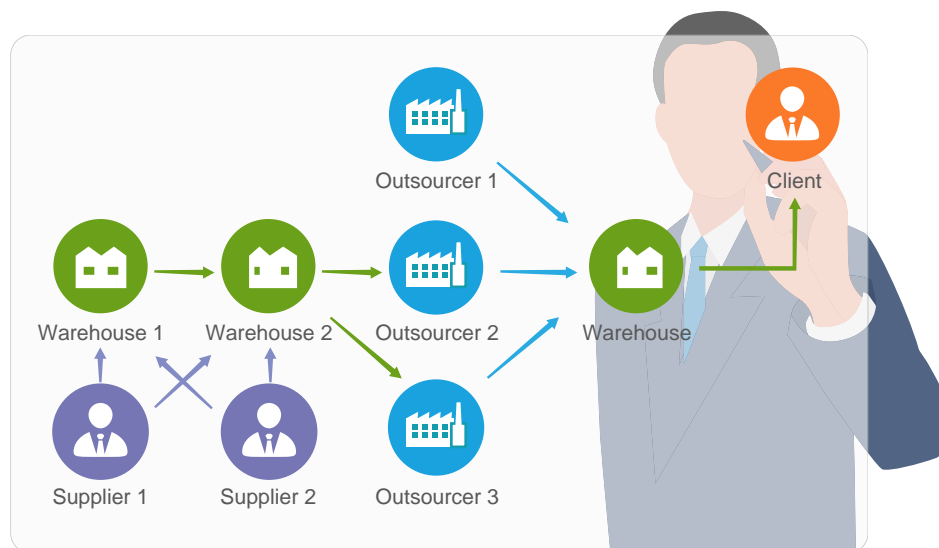 Outsourcer 1
Client
Warehouse 1
Warehouse 2
Outsourcer 2
Warehouse
Supplier 1
Supplier 2
Outsourcer 3